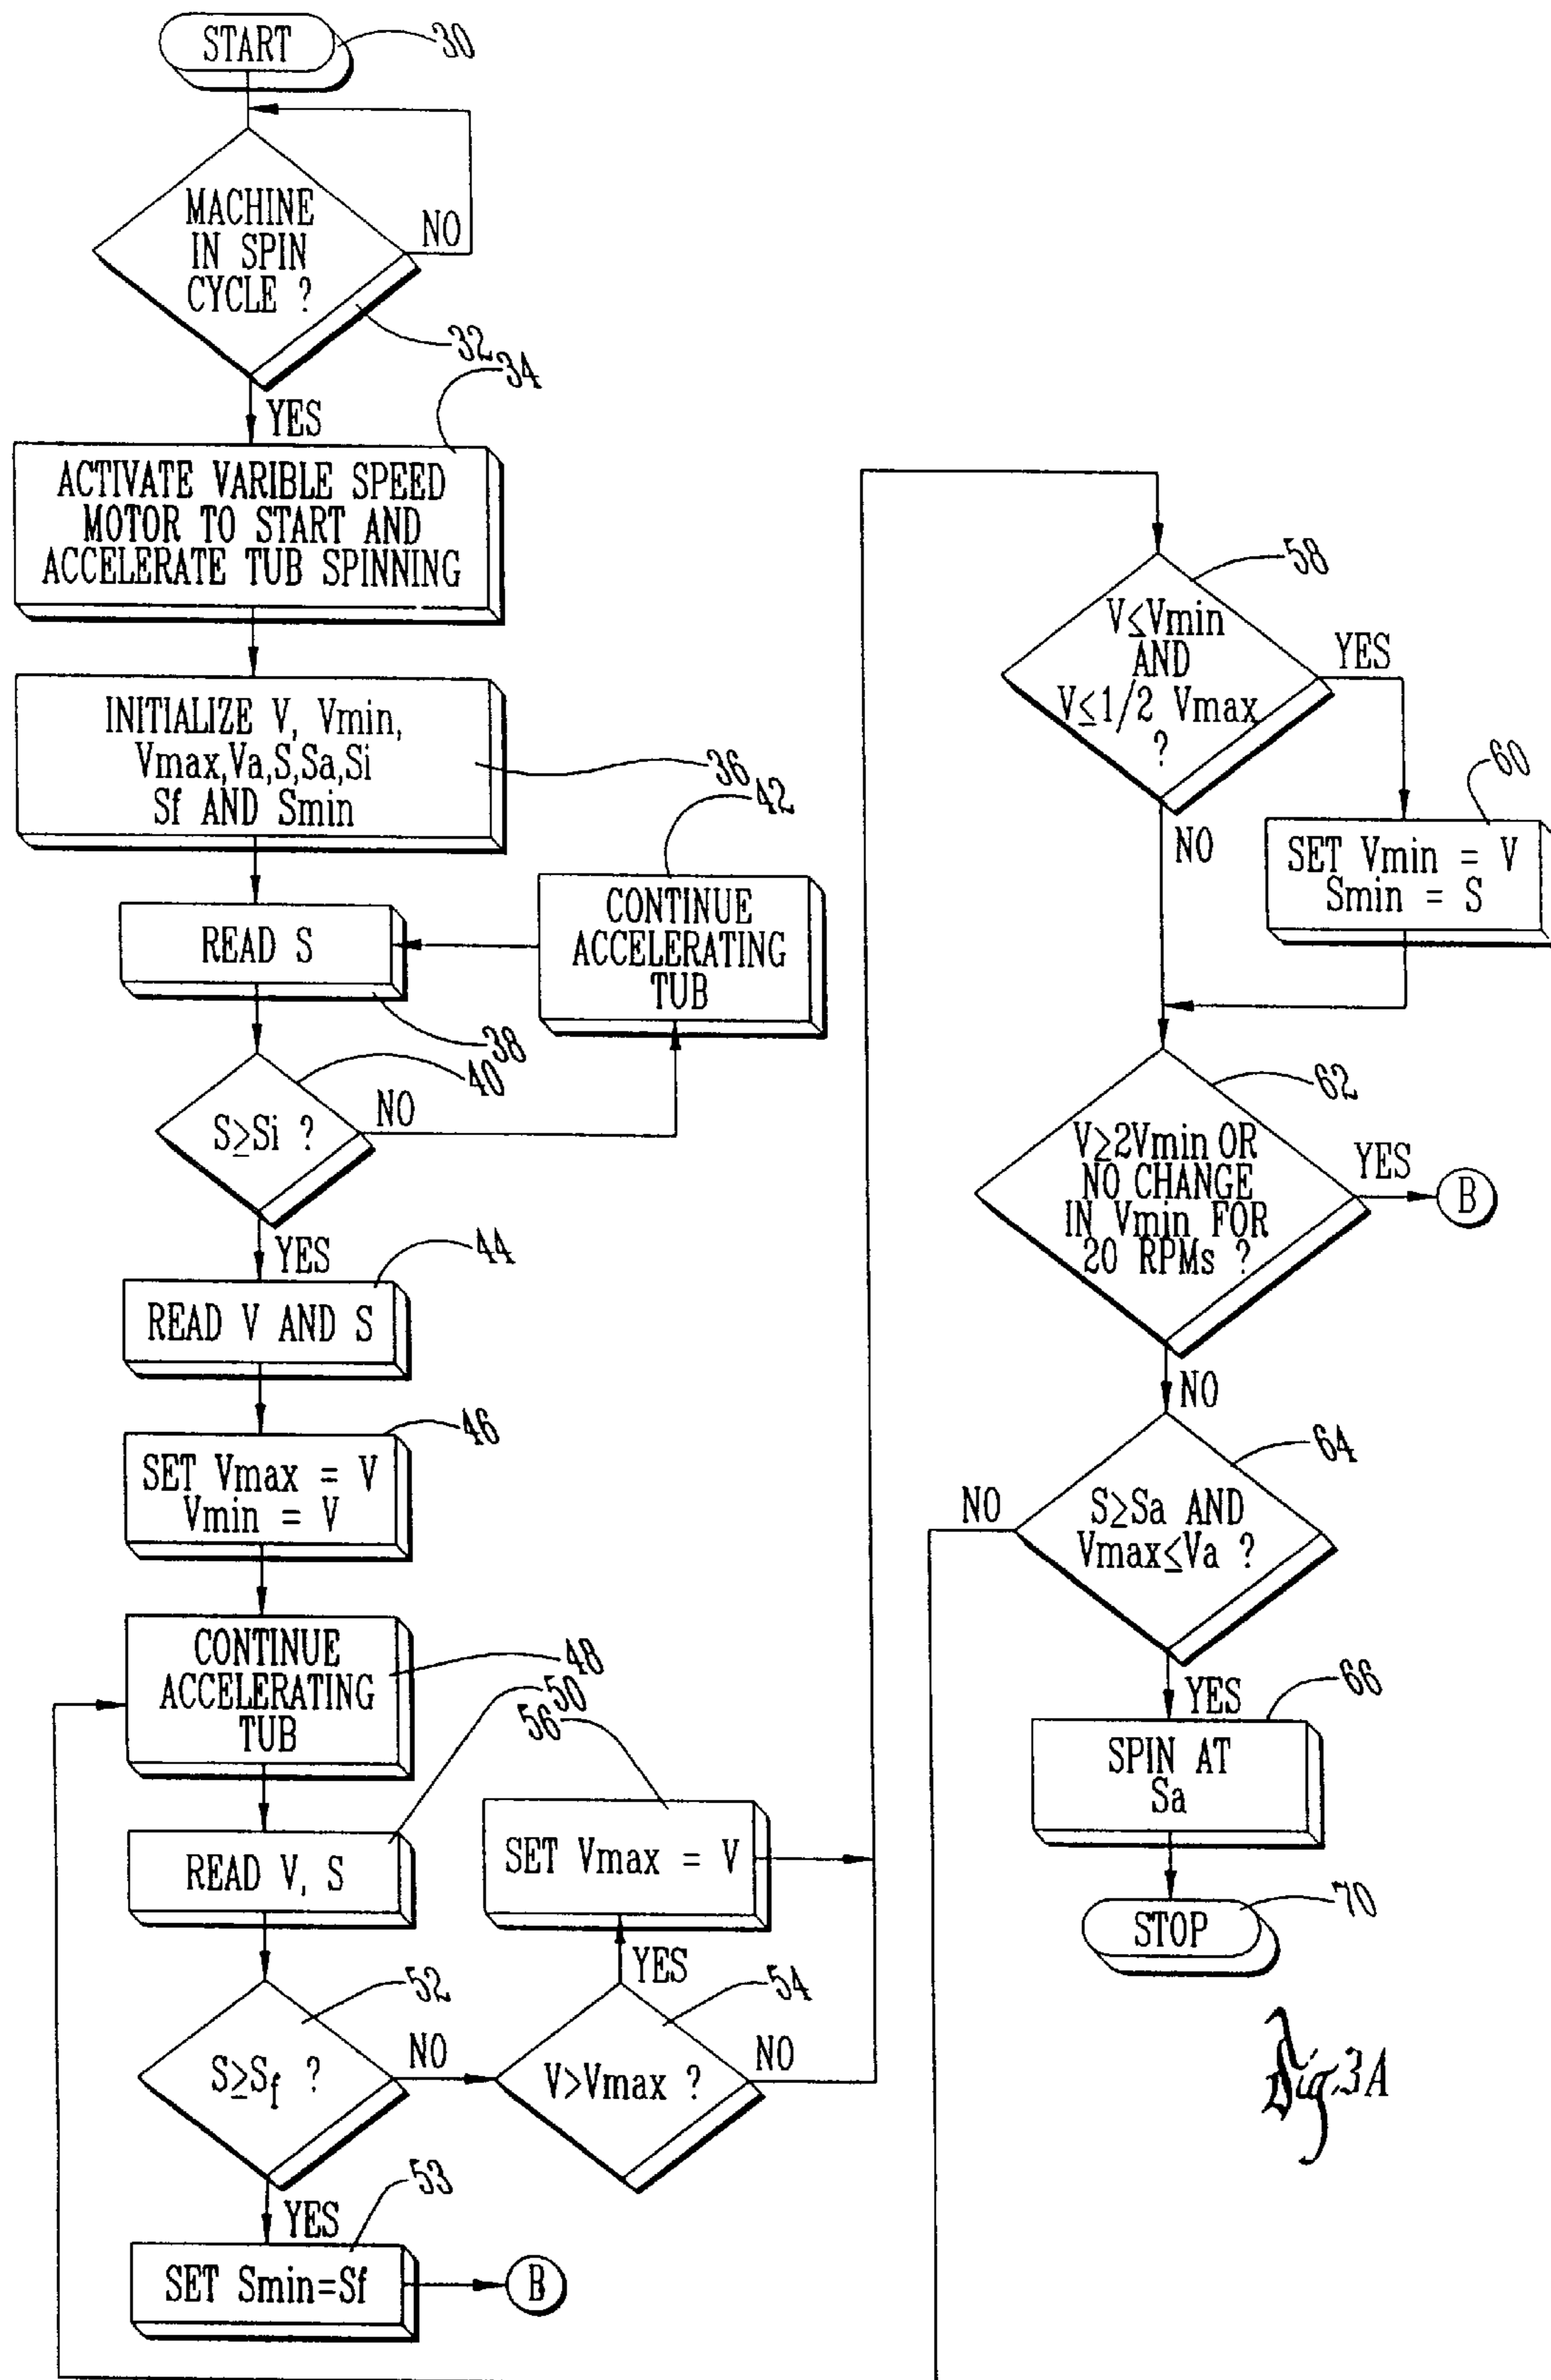 START
30
MACHINE
IN SPIN
CYCLE ?
NO
32
YES
34
ACTIVATE VARIBLE SPEED
MOTOR TO START AND
ACCELERATE TUB SPINNING
INITIALIZE V, Vmin,
Vmax,Va,S,Sa,Si
Sf AND Smin
36
READ S
38
42
CONTINUE
ACCELERATING
TUB
40
S≥Si ?
NO
YES
44
READ V AND S
46
SET Vmax = V
Vmin = V
48
CONTINUE
ACCELERATING
TUB
50
READ V, S
52
S≥Sf ?
NO
YES
53
SET Smin=Sf
B
54
V>Vmax ?
YES
NO
56
SET Vmax = V
58
V≤Vmin
AND
V≤1/2 Vmax
?
YES
NO
60
SET Vmin = V
Smin = S
62
V≥2Vmin OR
NO CHANGE
IN Vmin FOR
20 RPMs ?
YES
B
NO
64
S≥Sa AND
Vmax≤Va ?
NO
YES
66
SPIN AT
Sa
70
STOP
Fig. 3A